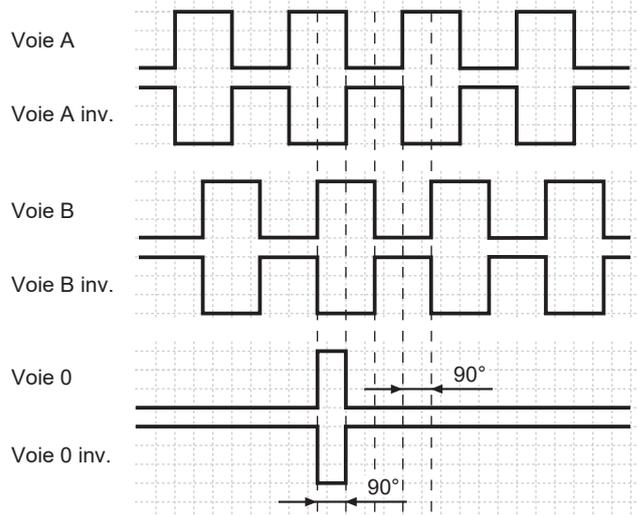 Voie A
Voie A inv.
Voie B
Voie B inv.
Voie 0
90°
Voie 0 inv.
90°